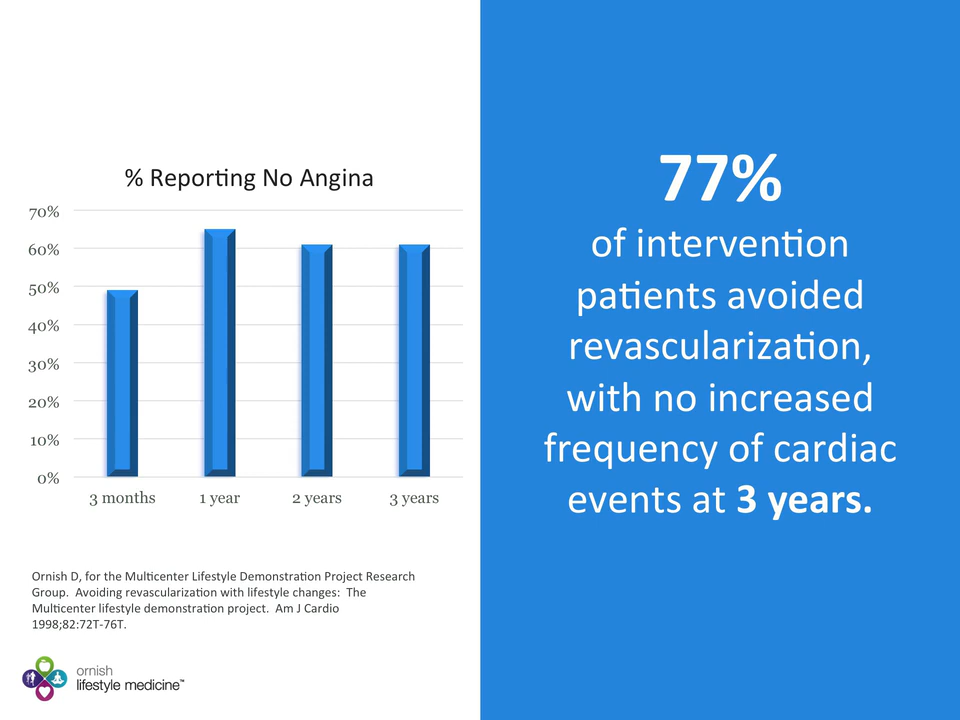 % Reporting No Angina
70%
60%
50%
40%
30%
20%
10%
0%
3 months 1 year 2 years 3 years
77%
of intervention
patients avoided
revascularization,
with no increased
frequency of cardiac
events at 3 years.
Ornish D, for the Multicenter Lifestyle Demonstration Project Research
Group. Avoiding revascularization with lifestyle changes: The
Multicenter lifestyle demonstration project. Am J Cardio
1998;82:72T-76T.
ornish
lifestyle medicine™